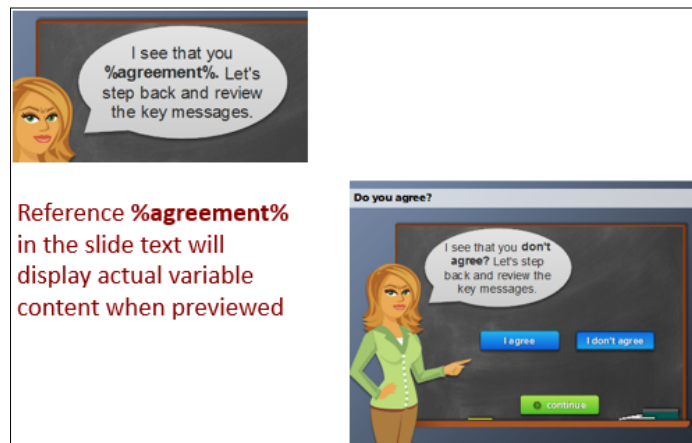 I see that you
%agreement%. Let's
step back and review
the key messages.
Reference %agreement%
in the slide text will
display actual variable
content when previewed
Do you agree?
I see that you don't
agree? Let's step
back and review the
key messages.
I agree
I don't agree
continue